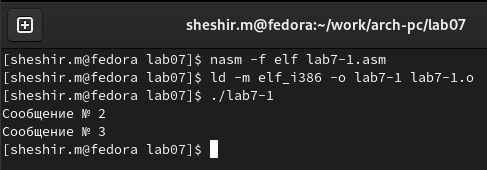 sheshir.m@fedora:~/work/arch-pc/lab07
[sheshir.m@fedora lab07]$ nasm -f elf lab7-1.asm
[sheshir.m@fedora lab07]$ ld -m elf_i386 -o lab7-1 lab7-1.o
[sheshir.m@fedora lab07]$ ./lab7-1
Сообщение № 2
Сообщение № 3
[sheshir.m@fedora lab07]$